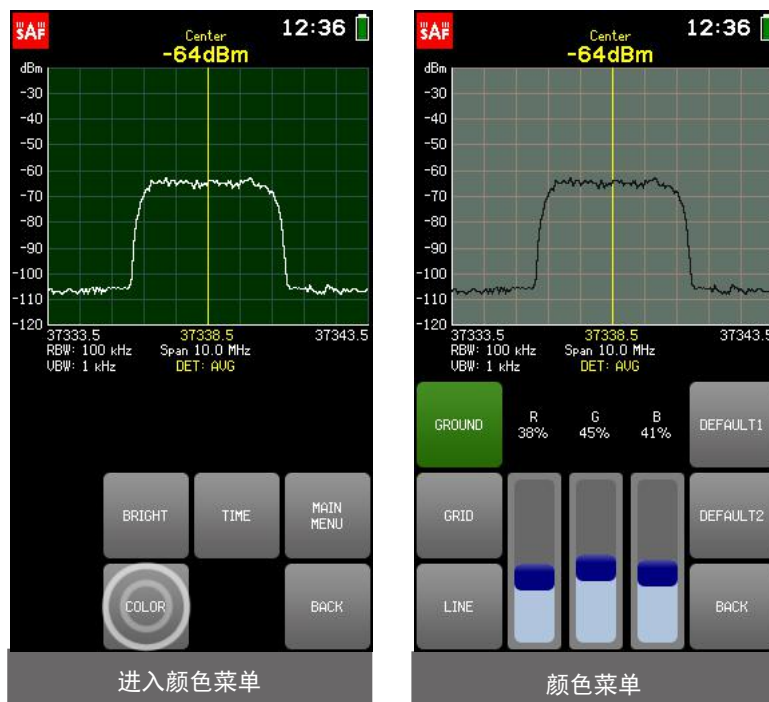 SAF
Center
12:36
-64dBm
dBm
-30
-40
-50
-60
-70
-80
-90
-100
-110
-120
37333.5 37338.5 37343.5
RBW: 100 kHz Span 10.0 MHz
VBW: 1 kHz DET: AVG
BRIGHT
TIME
MAIN
MENU
COLOR
BACK
进入颜色菜单
SAF
Center
12:36
-64dBm
dBm
-30
-40
-50
-60
-70
-80
-90
-100
-110
-120
37333.5 37338.5 37343.5
RBW: 100 kHz Span 10.0 MHz
VBW: 1 kHz DET: AVG
GROUND
R G B
38% 45% 41%
DEFAULT1
GRID
DEFAULT2
LINE
BACK
颜色菜单